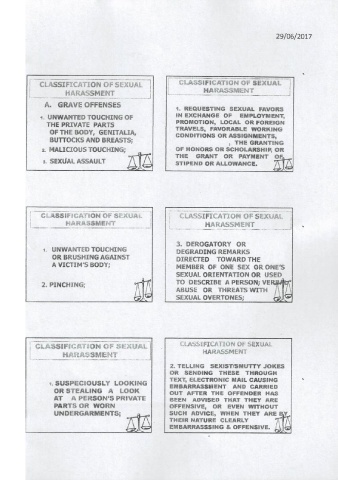 29/06/2017
CLASSIFICATION OF SEXUAL
HARASSMENT
A. GRAVE OFFENSES
1. UNWANTED TOUCHING OF
THE PRIVATE PARTS
OF THE BODY, GENITALIA,
BUTTOCKS AND BREASTS;
2. MALICIOUS TOUCHING;
3. SEXUAL ASSAULT
CLASSIFICATION OF SEXUAL
HARASSMENT
1. REQUESTING SEXUAL FAVORS
IN EXCHANGE OF EMPLOYMENT,
PROMOTION, LOCAL OR FOREIGN
TRAVELS, FAVORABLE WORKING
CONDITIONS OR ASSIGNMENTS,
, THE GRANTING
OF HONORS OR SCHOLARSHIP, OR
THE GRANT OR PAYMENT OF
STIPEND OR ALLOWANCE.
CLASSIFICATION OF SEXUAL
HARASSMENT
1. UNWANTED TOUCHING
OR BRUSHING AGAINST
A VICTIM'S BODY;
2. PINCHING;
CLASSIFICATION OF SEXUAL
HARASSMENT
3. DEROGATORY OR
DEGRADING REMARKS
DIRECTED TOWARD THE
MEMBER OF ONE SEX OR ONE'S
SEXUAL ORIENTATION OR USED
TO DESCRIBE A PERSON; VERBAL
ABUSE OR THREATS WITH
SEXUAL OVERTONES;
CLASSIFICATION OF SEXUAL
HARASSMENT
1. SUSPECIOUSLY LOOKING
OR STEALING A LOOK
AT A PERSON'S PRIVATE
PARTS OR WORN
UNDERGARMENTS;
CLASSIFICATION OF SEXUAL
HARASSMENT
2. TELLING SEXIST/SMUTTY JOKES
OR SENDING THESE THROUGH
TEXT, ELECTRONIC MAIL CAUSING
EMBARRASSMENT AND CARRIED
OUT AFTER THE OFFENDER HAS
BEEN ADVISED THAT THEY ARE
OFFENSIVE, OR EVEN WITHOUT
SUCH ADVICE, WHEN THEY ARE BY
THEIR NATURE CLEARLY
EMBARRASSSING & OFFENSIVE.